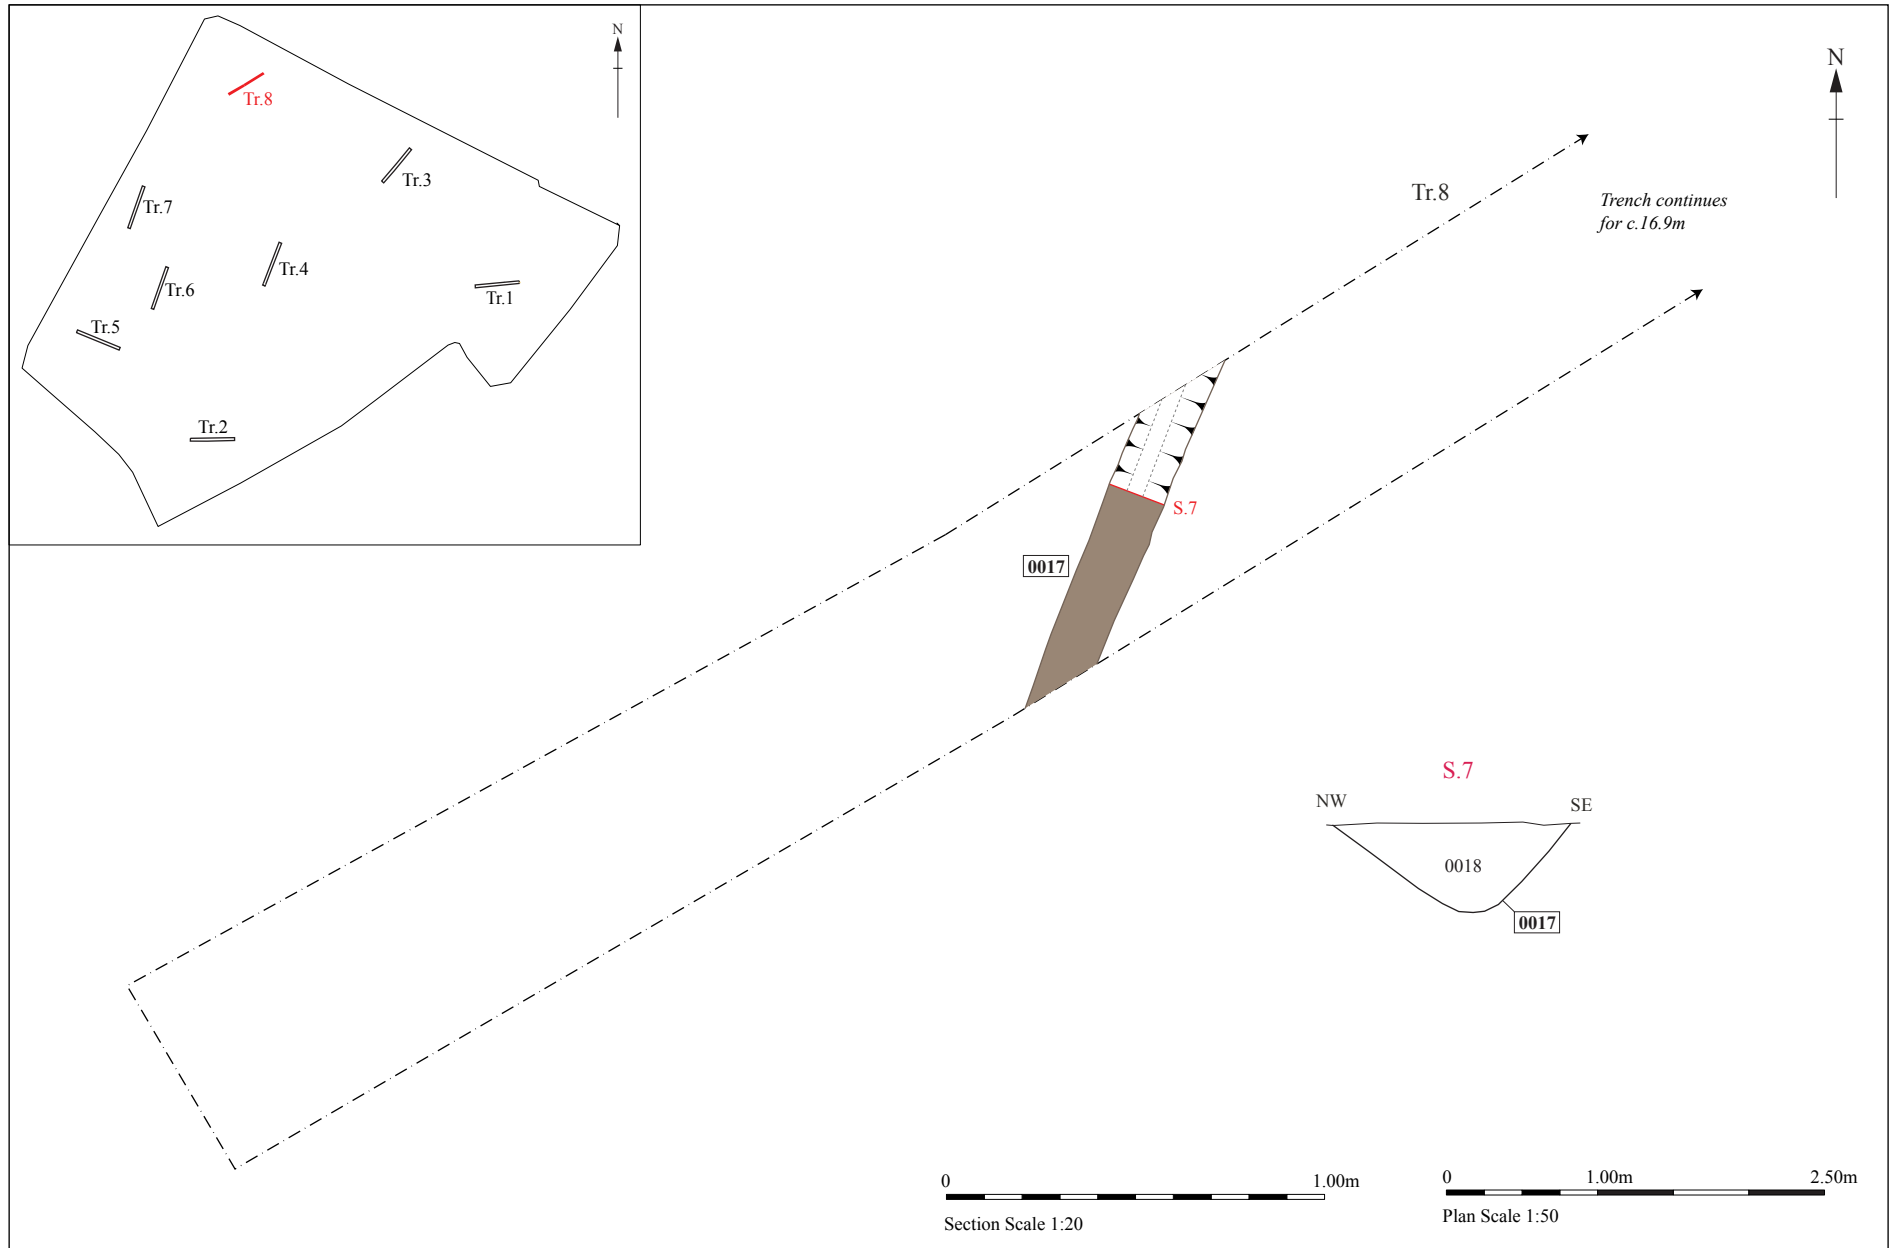 N
Tr.8
Tr.3
Tr.7
Tr.4
Tr.6
Tr.1
Tr.5
Tr.2
N
Tr.8
Trench continues
for c.16.9m
S.7
0017
S.7
NW
SE
0018
0017
0
1.00m
Section Scale 1:20
0
1.00m
2.50m
Plan Scale 1:50